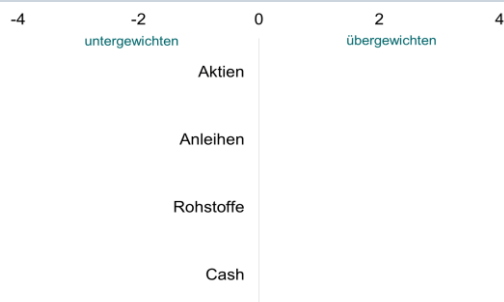 -4 -2 0 2 4
untergewichten übergewichten
Aktien
Anleihen
Rohstoffe
Cash